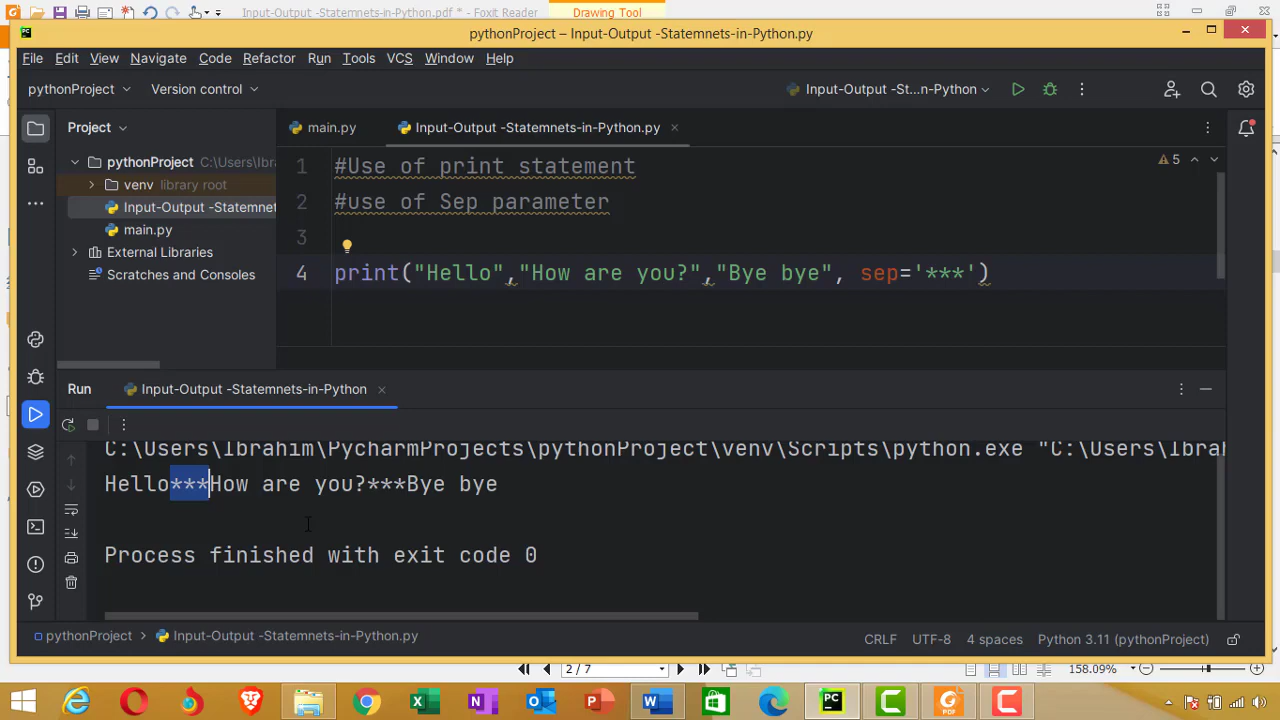 Input-Output -Statemnets-in-Python.pdf * - Foxit Reader
Drawing Tool
pythonProject – Input-Output -Statemnets-in-Python.py
File Edit View Navigate Code Refactor Run Tools VCS Window Help
pythonProject Version control Input-Output -St...n-Python
Project main.py Input-Output -Statemnets-in-Python.py
pythonProject C:\Users\Ibra
venv library root
Input-Output -Statemnet
main.py
External Libraries
Scratches and Consoles
1 #Use of print statement
2 #use of Sep parameter
3
4 print("Hello","How are you?","Bye bye", sep='***')
5
Run Input-Output -Statemnets-in-Python
C:\Users\Ibrahim\PycharmProjects\pythonProject\venv\Scripts\python.exe "C:\Users\Ibrah
Hello***How are you?***Bye bye
Process finished with exit code 0
pythonProject > Input-Output -Statemnets-in-Python.py CRLF UTF-8 4 spaces Python 3.11 (pythonProject)
2 / 7 158.09%